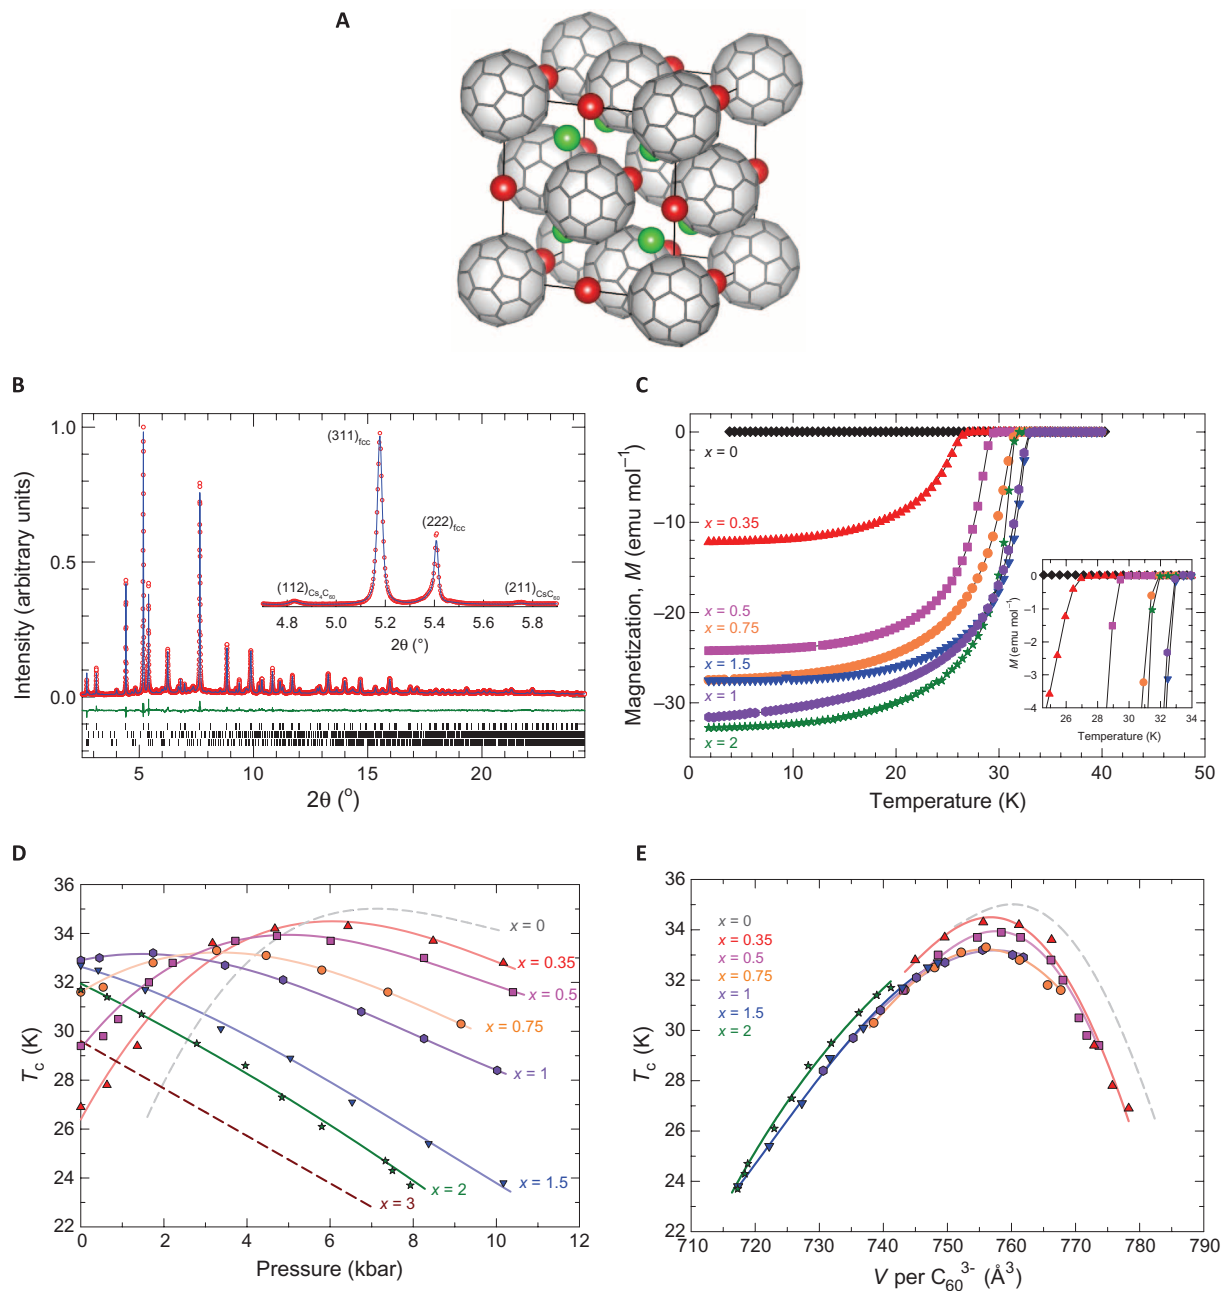 A
B
Intensity (arbitrary units)
1.0
0.5
0.0
(311)fcc
(222)fcc
(112)Cs4C60
(211)CsC60
4.8 5.0 5.2 5.4 5.6 5.8
2θ (°)
5 10 15 20
2θ (°)
C
Magnetization, M (emu mol⁻¹)
0
−10
−20
−30
x = 0
x = 0.35
x = 0.5
x = 0.75
x = 1.5
x = 1
x = 2
M (emu mol⁻¹)
0
−1
−2
−3
−4
26 28 30 32 34
Temperature (K)
0 10 20 30 40 50
Temperature (K)
D
Tc (K)
36
34
32
30
28
26
24
22
x = 0
x = 0.35
x = 0.5
x = 0.75
x = 1
x = 1.5
x = 2
x = 3
0 2 4 6 8 10 12
Pressure (kbar)
E
Tc (K)
36
34
32
30
28
26
24
22
x = 0
x = 0.35
x = 0.5
x = 0.75
x = 1
x = 1.5
x = 2
710 720 730 740 750 760 770 780 790
V per C60³⁻ (Å³)